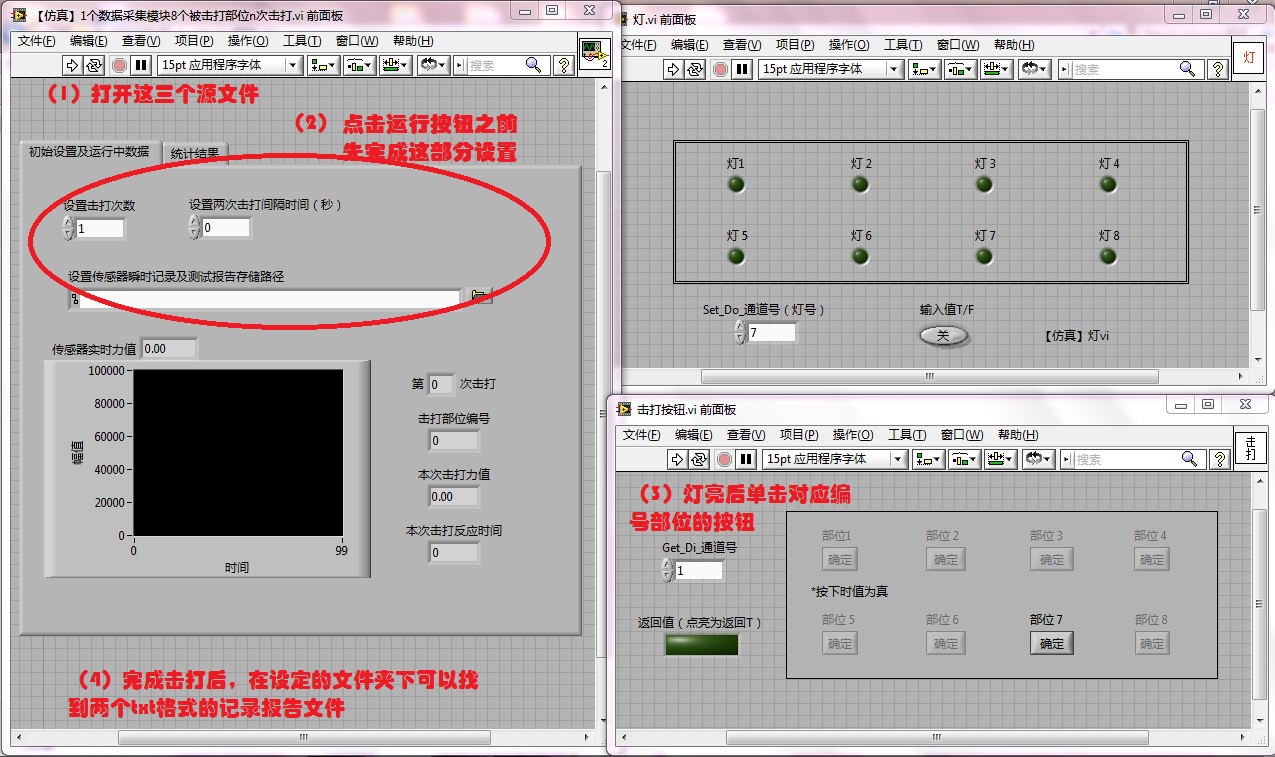 【仿真】1个数据采集模块8个被击打部位n次击打.vi 前面板
文件(F) 编辑(E) 查看(V) 项目(P) 操作(O) 工具(T) 窗口(W) 帮助(H)
15pt 应用程序字体 搜索 ?
2
(1) 打开这三个源文件
(2) 点击运行按钮之前
先完成这部分设置
初始设置及运行中数据 统计结果
设置击打次数 设置两次击打间隔时间(秒)
1 0
设置传感器瞬时记录及测试报告存储路径
传感器实时力值 0.00
100000
80000
60000
40000
20000
0
幅值
0 99
时间
第 0 次击打
击打部位编号
0
本次击打力值
0.00
本次击打反应时间
0
(4) 完成击打后,在设定的文件夹下可以找
到两个txt格式的记录报告文件
灯.vi 前面板
文件(F) 编辑(E) 查看(V) 项目(P) 操作(O) 工具(T) 窗口(W) 帮助(H)
15pt 应用程序字体 搜索 ? 灯
灯1 灯 2 灯 3 灯 4
灯 5 灯 6 灯 7 灯 8
Set_Do_通道号(灯号) 输入值T/F
7 关 【仿真】灯vi
击打按钮.vi 前面板
文件(F) 编辑(E) 查看(V) 项目(P) 操作(O) 工具(T) 窗口(W) 帮助(H)
15pt 应用程序字体 搜索 ? 击打
(3) 灯亮后单击对应编
号部位的按钮
Get_Di_通道号
1
返回值(点亮为返回T)
部位1 部位 2 部位 3 部位 4
确定 确定 确定 确定
*按下时值为真
部位 5 部位 6 部位 7 部位 8
确定 确定 确定 确定